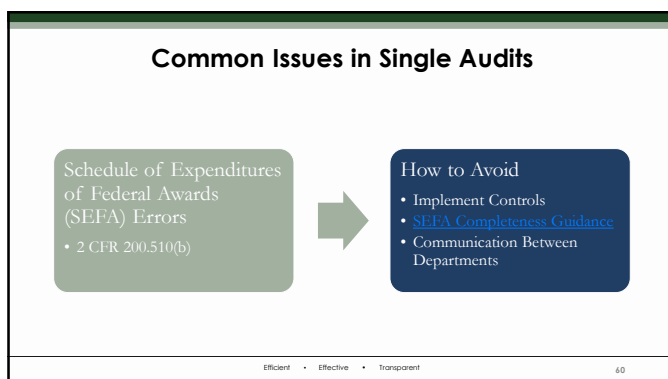 Common Issues in Single Audits
Schedule of Expenditures
of Federal Awards
(SEFA) Errors
• 2 CFR 200.510(b)
How to Avoid
• Implement Controls
• SEFA Completeness Guidance
• Communication Between
Departments
Efficient • Effective • Transparent
60